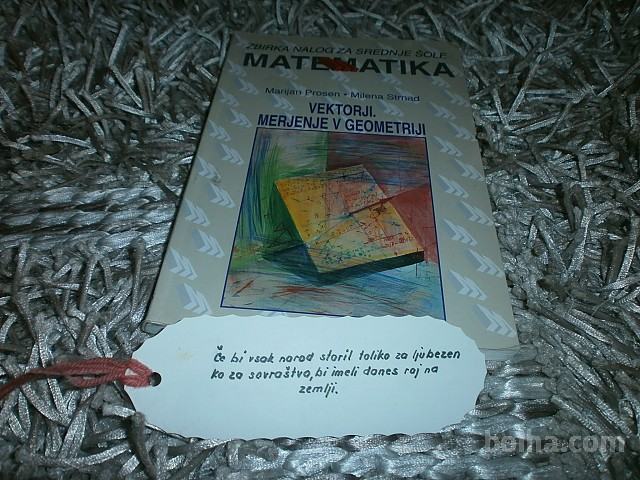 ZBIRKA NALOG ZA SREDNJE ŠOLE
MATEMATIKA
Marijan Prosen • Milena Strnad
VEKTORJI.
MERJENJE V GEOMETRIJI
Če bi vsak narod storil toliko za ljubezen
ko za sovraštvo, bi imeli danes raj na
zemlji.
bolha.com